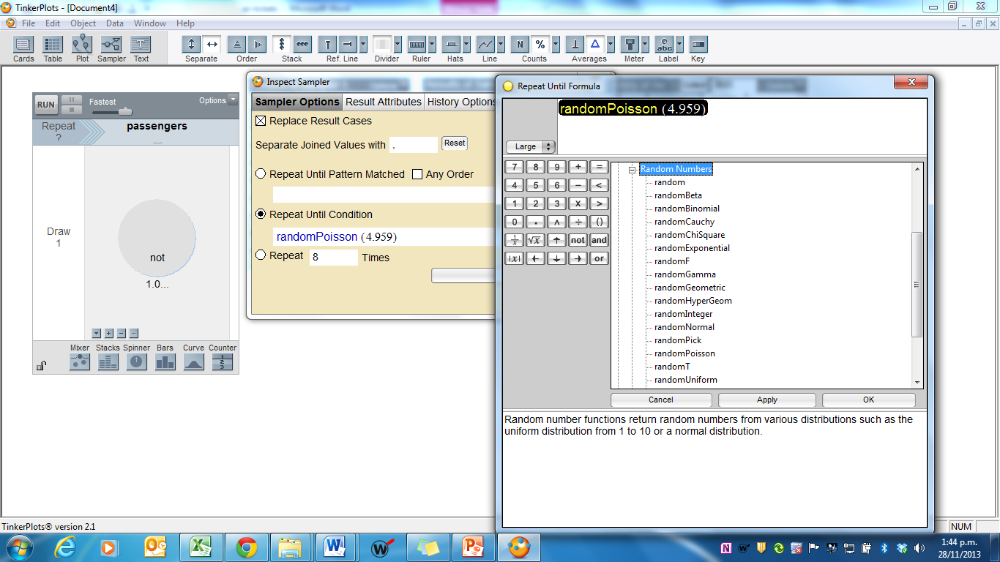 TinkerPlots - [Document4]
File Edit Object Data Window Help
Cards Table Plot Sampler Text Separate Order Stack Ref. Line Divider Ruler Hats Line Counts Averages Meter Label Key
N % abc
Inspect Sampler
Sampler Options Result Attributes History Options
Replace Result Cases
Separate Joined Values with , Reset
Repeat Until Pattern Matched Any Order
Repeat Until Condition
randomPoisson (4.959)
Repeat 8 Times
RUN Fastest Options
Repeat ? passengers
Draw 1
not
1.0...
Mixer Stacks Spinner Bars Curve Counter
1 2 3
Repeat Until Formula
randomPoisson (4.959)
Large
7 8 9 + =
4 5 6 − <
1 2 3 x >
0 . ^ ÷ ()
1/x √x ↑ not and
|x| ← ↓ → or
Random Numbers
random
randomBeta
randomBinomial
randomCauchy
randomChiSquare
randomExponential
randomF
randomGamma
randomGeometric
randomHyperGeom
randomInteger
randomNormal
randomPick
randomPoisson
randomT
randomUniform
Cancel Apply OK
Random number functions return random numbers from various distributions such as the
uniform distribution from 1 to 10 or a normal distribution.
TinkerPlots® version 2.1
NUM
1:44 p.m.
28/11/2013